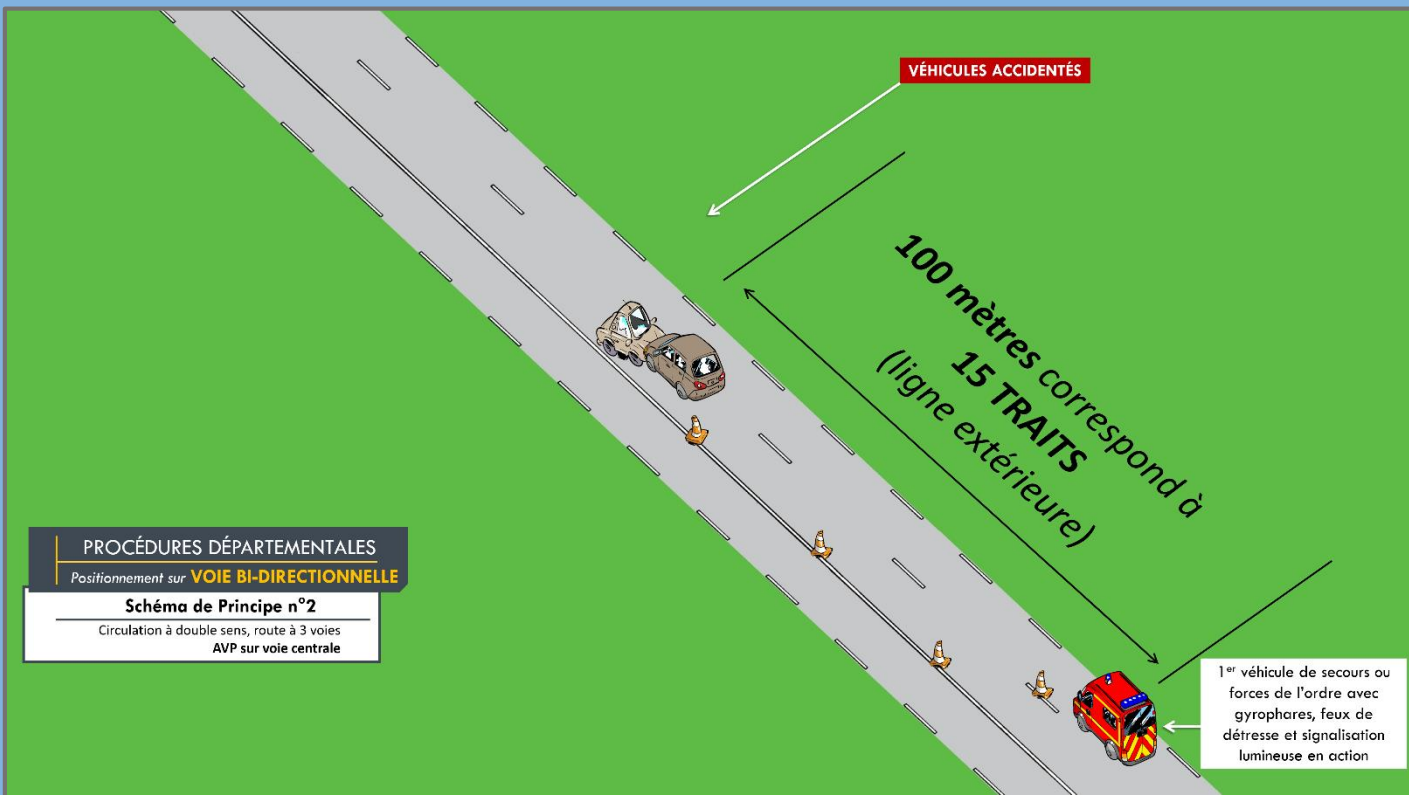 VÉHICULES ACCIDENTÉS
100 mètres correspond à
15 TRAITS
(ligne extérieure)
PROCÉDURES DÉPARTEMENTALES
Positionnement sur VOIE BI-DIRECTIONNELLE
Schéma de Principe n°2
Circulation à double sens, route à 3 voies
AVP sur voie centrale
1er véhicule de secours ou
forces de l'ordre avec
gyrophares, feux de
détresse et signalisation
lumineuse en action